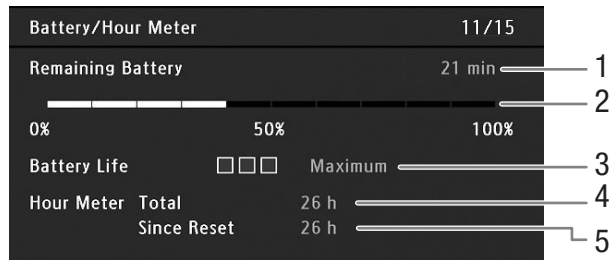 Battery/Hour Meter 11/15
Remaining Battery 21 min 1
2
0% 50% 100%
Battery Life Maximum 3
Hour Meter Total 26 h 4
Since Reset 26 h 5